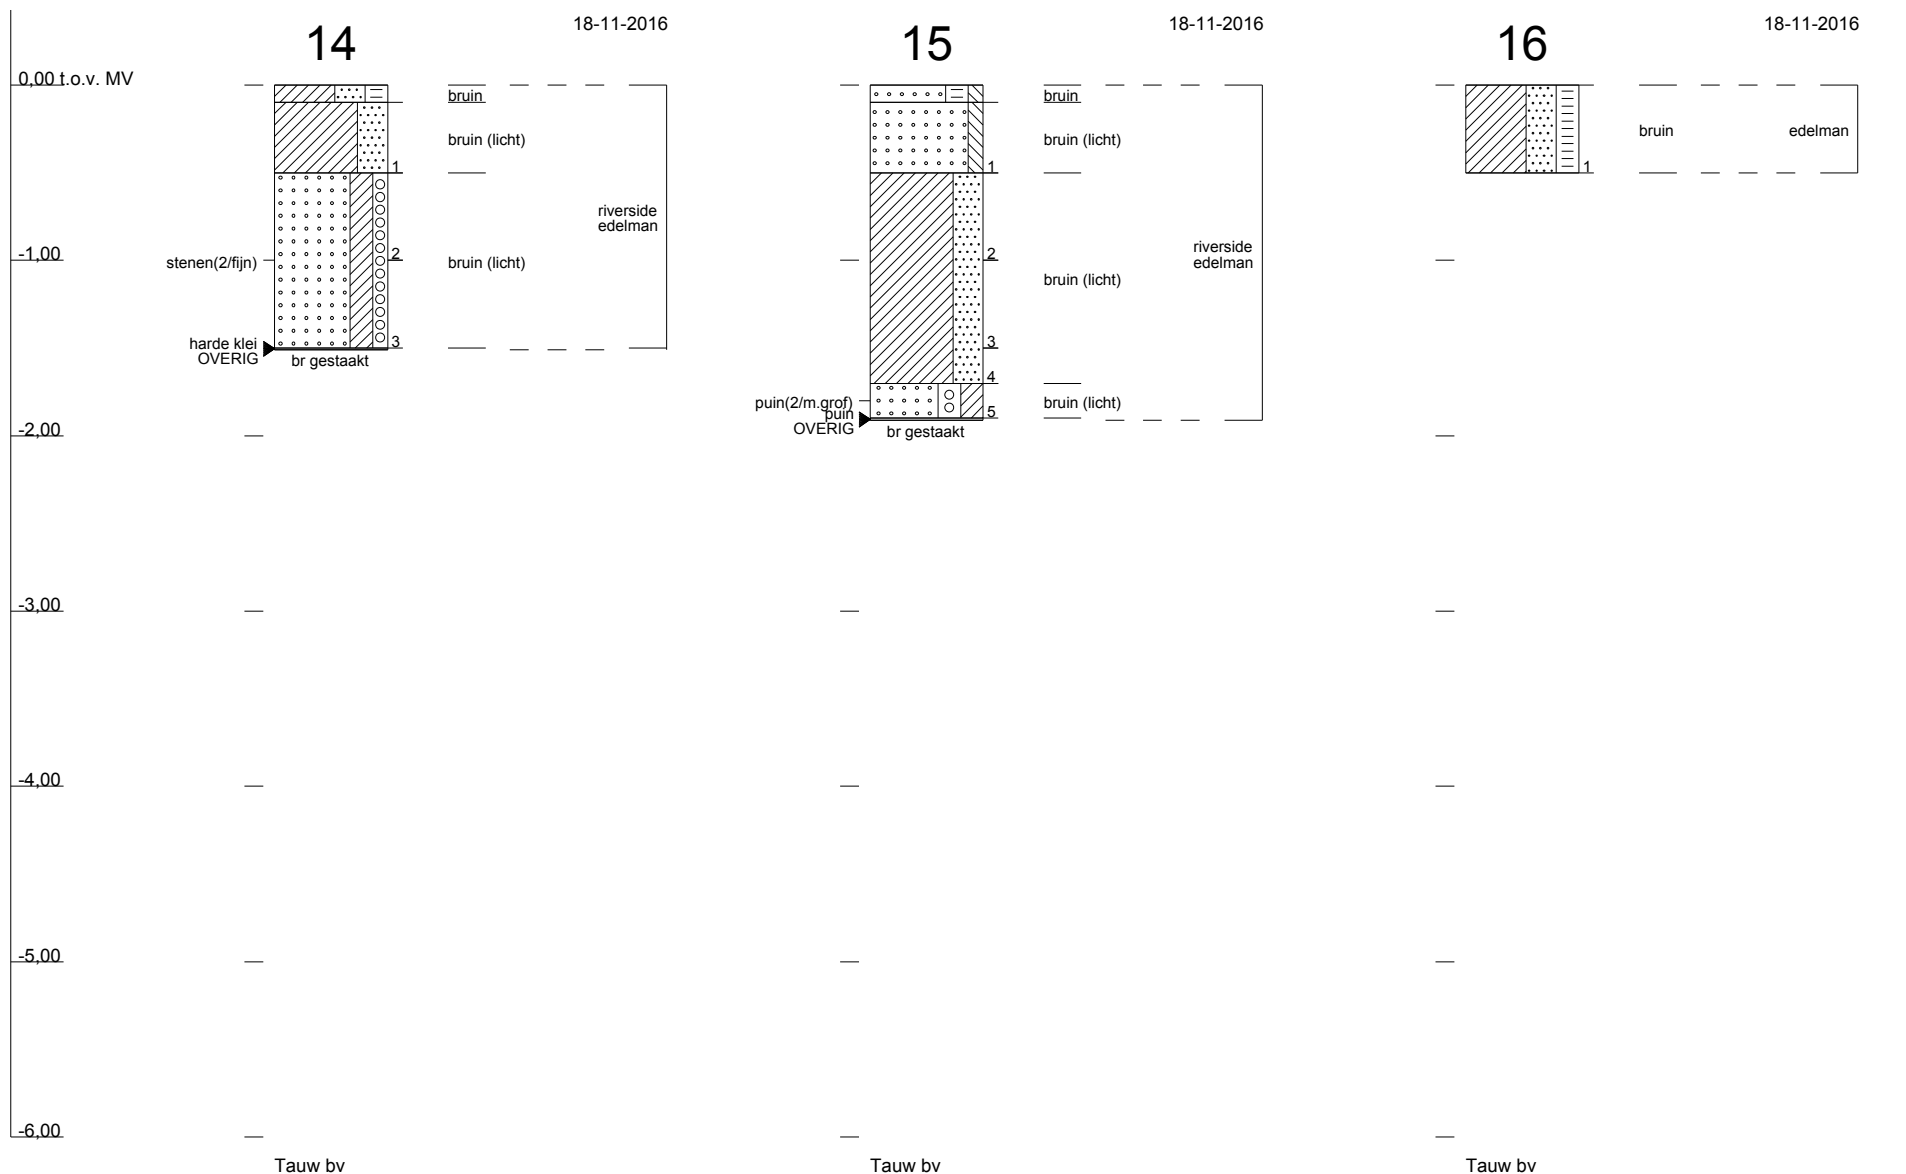 14
18-11-2016
15
18-11-2016
16
18-11-2016
0,00 t.o.v. MV
-1,00
-2,00
-3,00
-4,00
-5,00
-6,00
bruin
bruin (licht)
1
riverside
edelman
stenen(2/fijn)
2
bruin (licht)
harde klei
OVERIG
3
br gestaakt
Tauw bv
bruin
bruin (licht)
1
riverside
edelman
2
bruin (licht)
3
4
puin(2/m.grof)
puin
OVERIG
5
bruin (licht)
br gestaakt
Tauw bv
bruin
edelman
1
Tauw bv